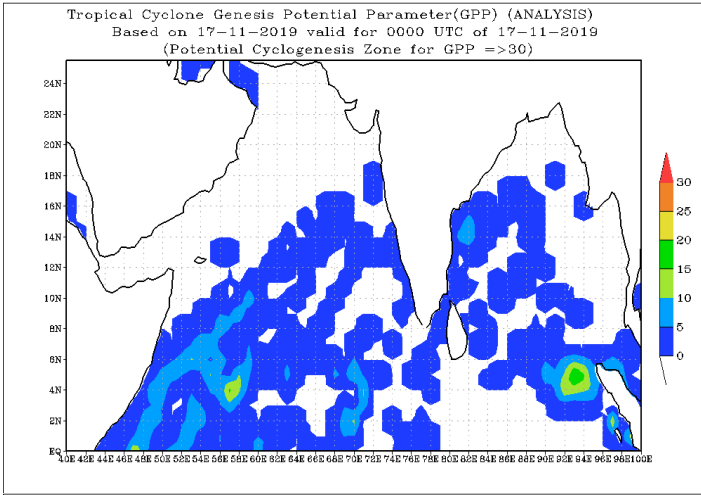 Tropical Cyclone Genesis Potential Parameter(GPP) (ANALYSIS)
Based on 17-11-2019 valid for 0000 UTC of 17-11-2019
(Potential Cyclogenesis Zone for GPP =>30)
24N
22N
20N
18N
16N
14N
12N
10N
8N
6N
4N
2N
EQ
40E 42E 44E 46E 48E 50E 52E 54E 56E 58E 60E 62E 64E 66E 68E 70E 72E 74E 76E 78E 80E 82E 84E 86E 88E 90E 92E 94E 96E 98E 100E
30
25
20
15
10
5
0